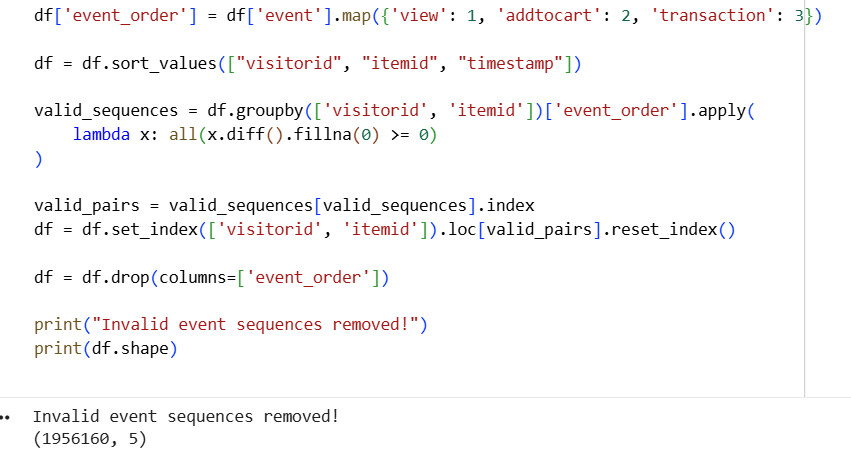 df['event_order'] = df['event'].map({'view': 1, 'addtocart': 2, 'transaction': 3})
df = df.sort_values(["visitorid", "itemid", "timestamp"])
valid_sequences = df.groupby(['visitorid', 'itemid'])['event_order'].apply(
    lambda x: all(x.diff().fillna(0) >= 0)
)
valid_pairs = valid_sequences[valid_sequences].index
df = df.set_index(['visitorid', 'itemid']).loc[valid_pairs].reset_index()
df = df.drop(columns=['event_order'])
print("Invalid event sequences removed!")
print(df.shape)
Invalid event sequences removed!
(1956160, 5)